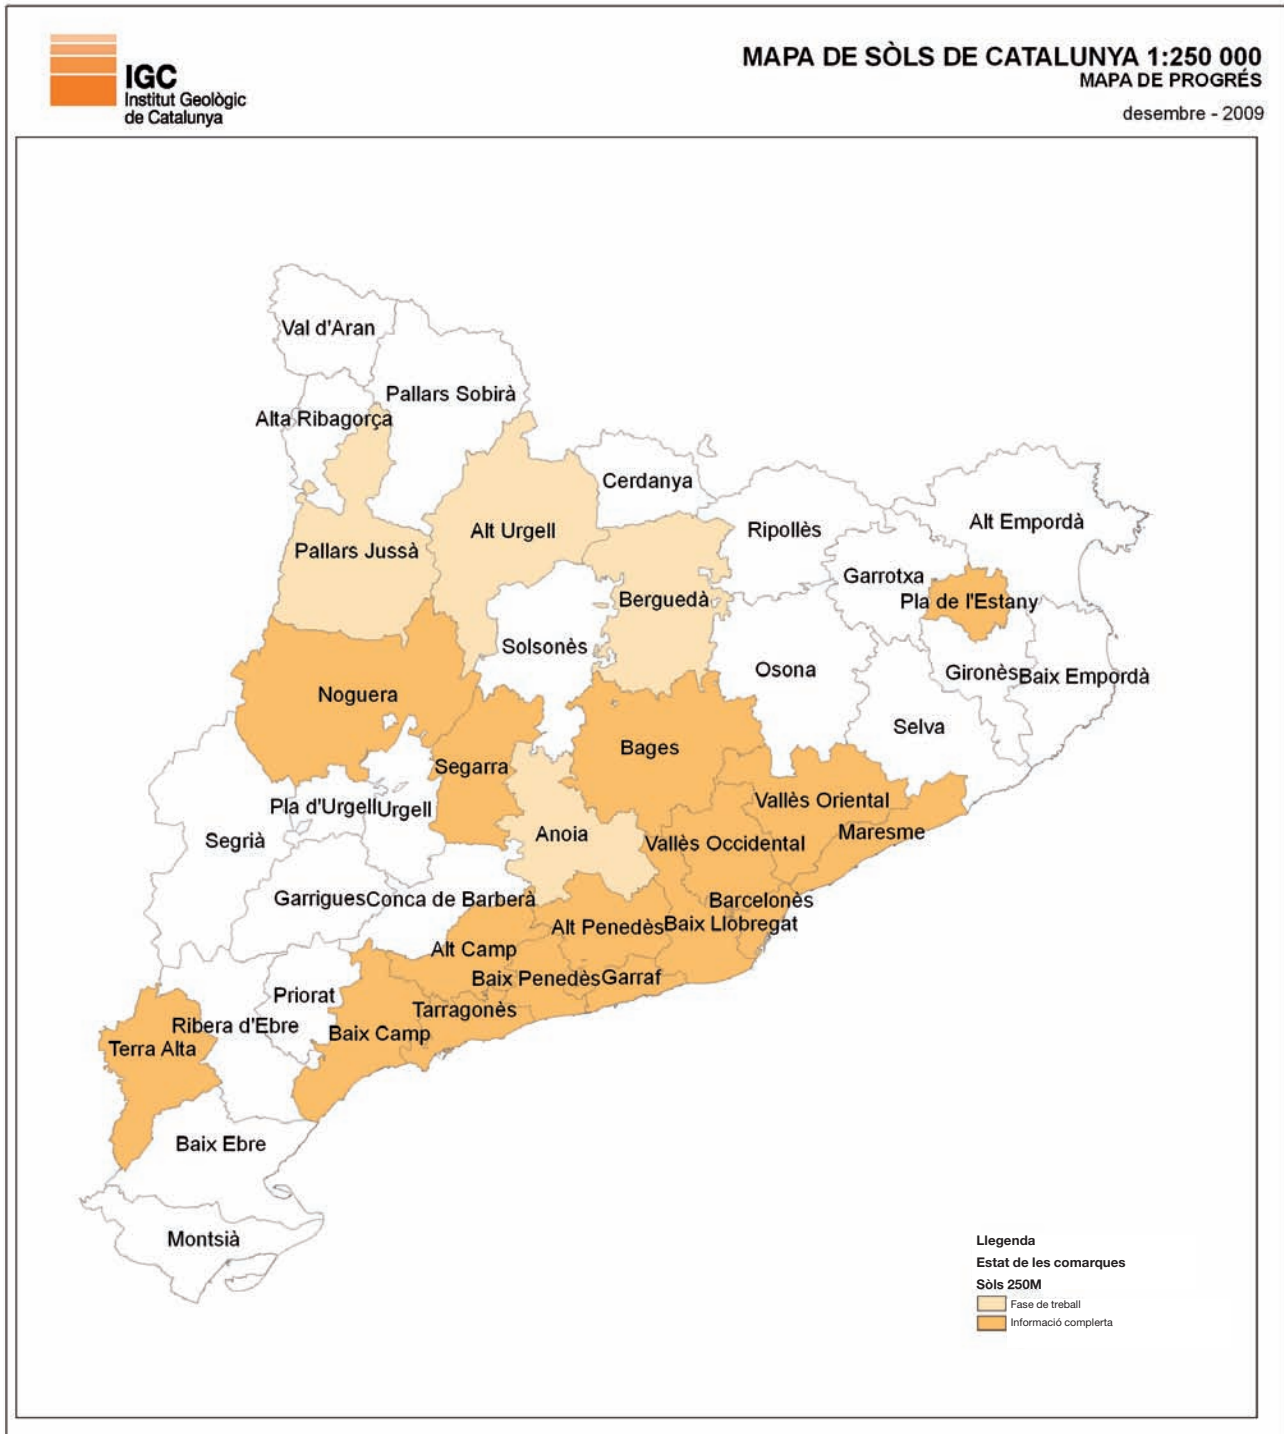 IGC
Institut Geològic
de Catalunya
MAPA DE SÒLS DE CATALUNYA 1:250 000
MAPA DE PROGRÉS
desembre - 2009
Val d'Aran
Pallars Sobirà
Alta Ribagorça
Cerdanya
Alt Urgell
Ripollès
Alt Empordà
Pallars Jussà
Garrotxa
Berguedà
Pla de l'Estany
Solsonès
Osona
Gironès
Baix Empordà
Noguera
Selva
Bages
Segarra
Vallès Oriental
Pla d'Urgell
Urgell
Maresme
Anoia
Segrià
Vallès Occidental
Garrigues
Conca de Barberà
Barcelonès
Alt Penedès
Baix Llobregat
Alt Camp
Baix Penedès
Garraf
Priorat
Tarragonès
Ribera d'Ebre
Baix Camp
Terra Alta
Baix Ebre
Montsià
Llegenda
Estat de les comarques
Sòls 250M
Fase de treball
Informació complerta